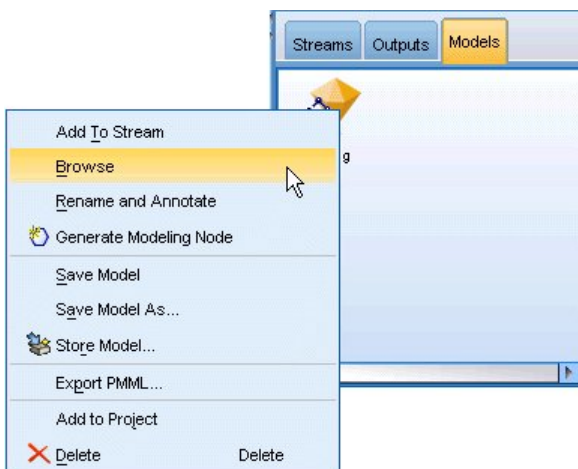 Streams Outputs Models
g
Add To Stream
Browse
Rename and Annotate
Generate Modeling Node
Save Model
Save Model As...
Store Model...
Export PMML...
Add to Project
Delete Delete